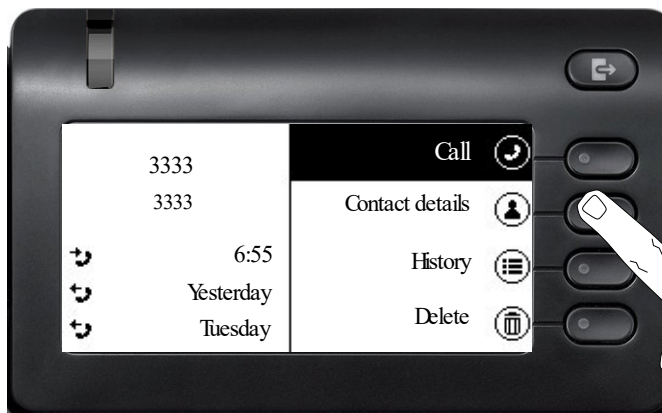 3333
3333
6:55
Yesterday
Tuesday
Call
Contact details
History
Delete